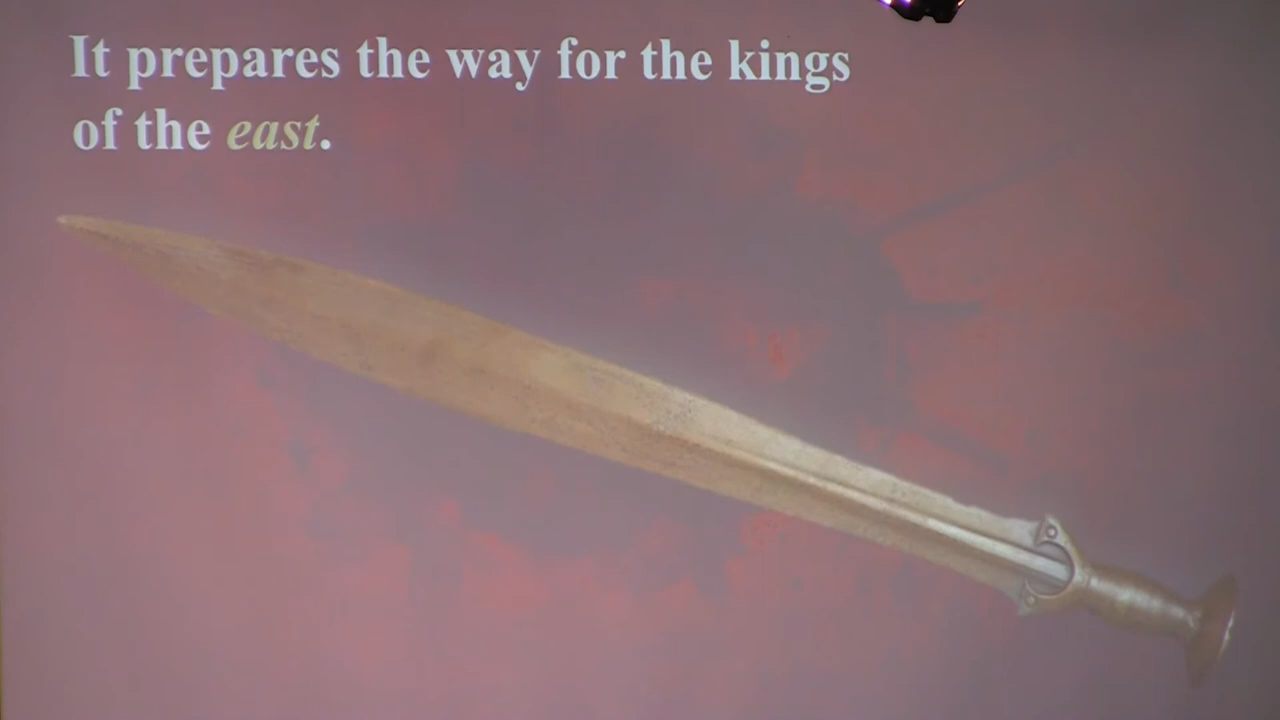 It prepares the way for the kings
of the east.